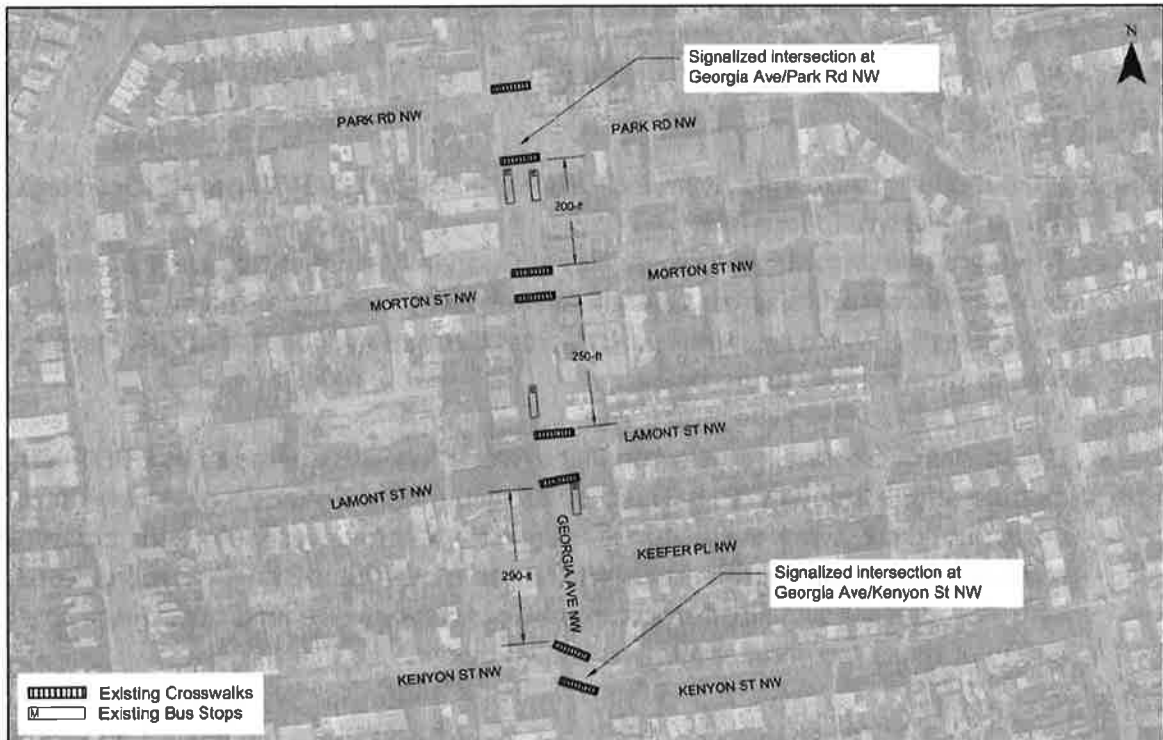 N
Signalized intersection at
Georgia Ave/Park Rd NW
PARK RD NW
PARK RD NW
200-ft
MORTON ST NW
MORTON ST NW
250-ft
LAMONT ST NW
LAMONT ST NW
GEORGIA AVE NW
KEEFER PL NW
290-ft
Signalized intersection at
Georgia Ave/Kenyon St NW
KENYON ST NW
KENYON ST NW
Existing Crosswalks
M Existing Bus Stops